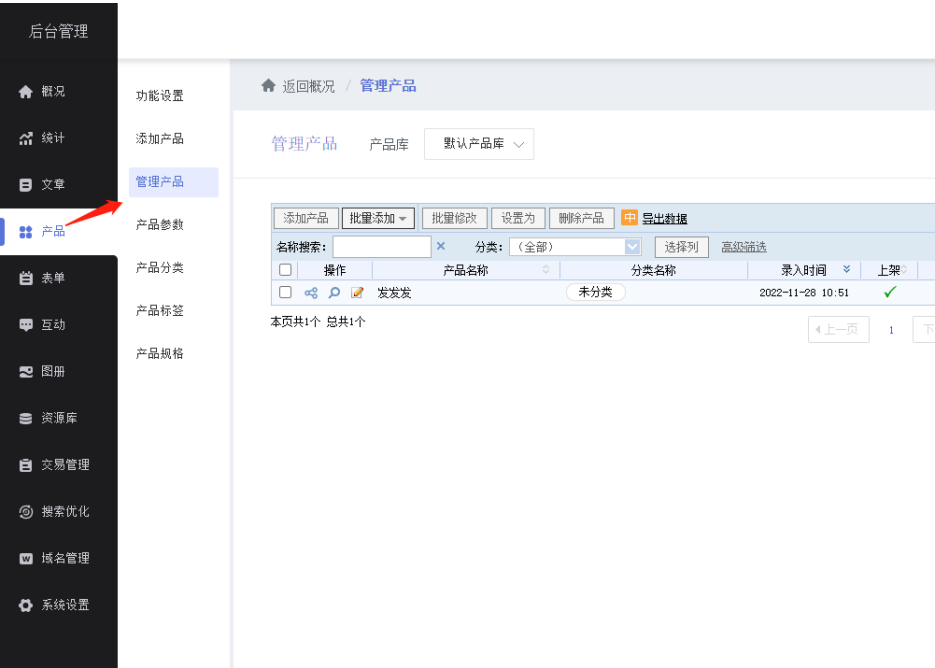 后台管理
概况
统计
文章
产品
表单
互动
图册
资源库
交易管理
搜索优化
域名管理
系统设置
功能设置
添加产品
管理产品
产品参数
产品分类
产品标签
产品规格
返回概况 / 管理产品
管理产品 产品库 默认产品库
添加产品 批量添加 批量修改 设置为 删除产品 中 导出数据
名称搜索: × 分类: (全部) 选择列 高级筛选
操作 产品名称 分类名称 录入时间 上架
发发发 未分类 2022-11-28 10:51
本页共1个 总共1个
上一页 1 下